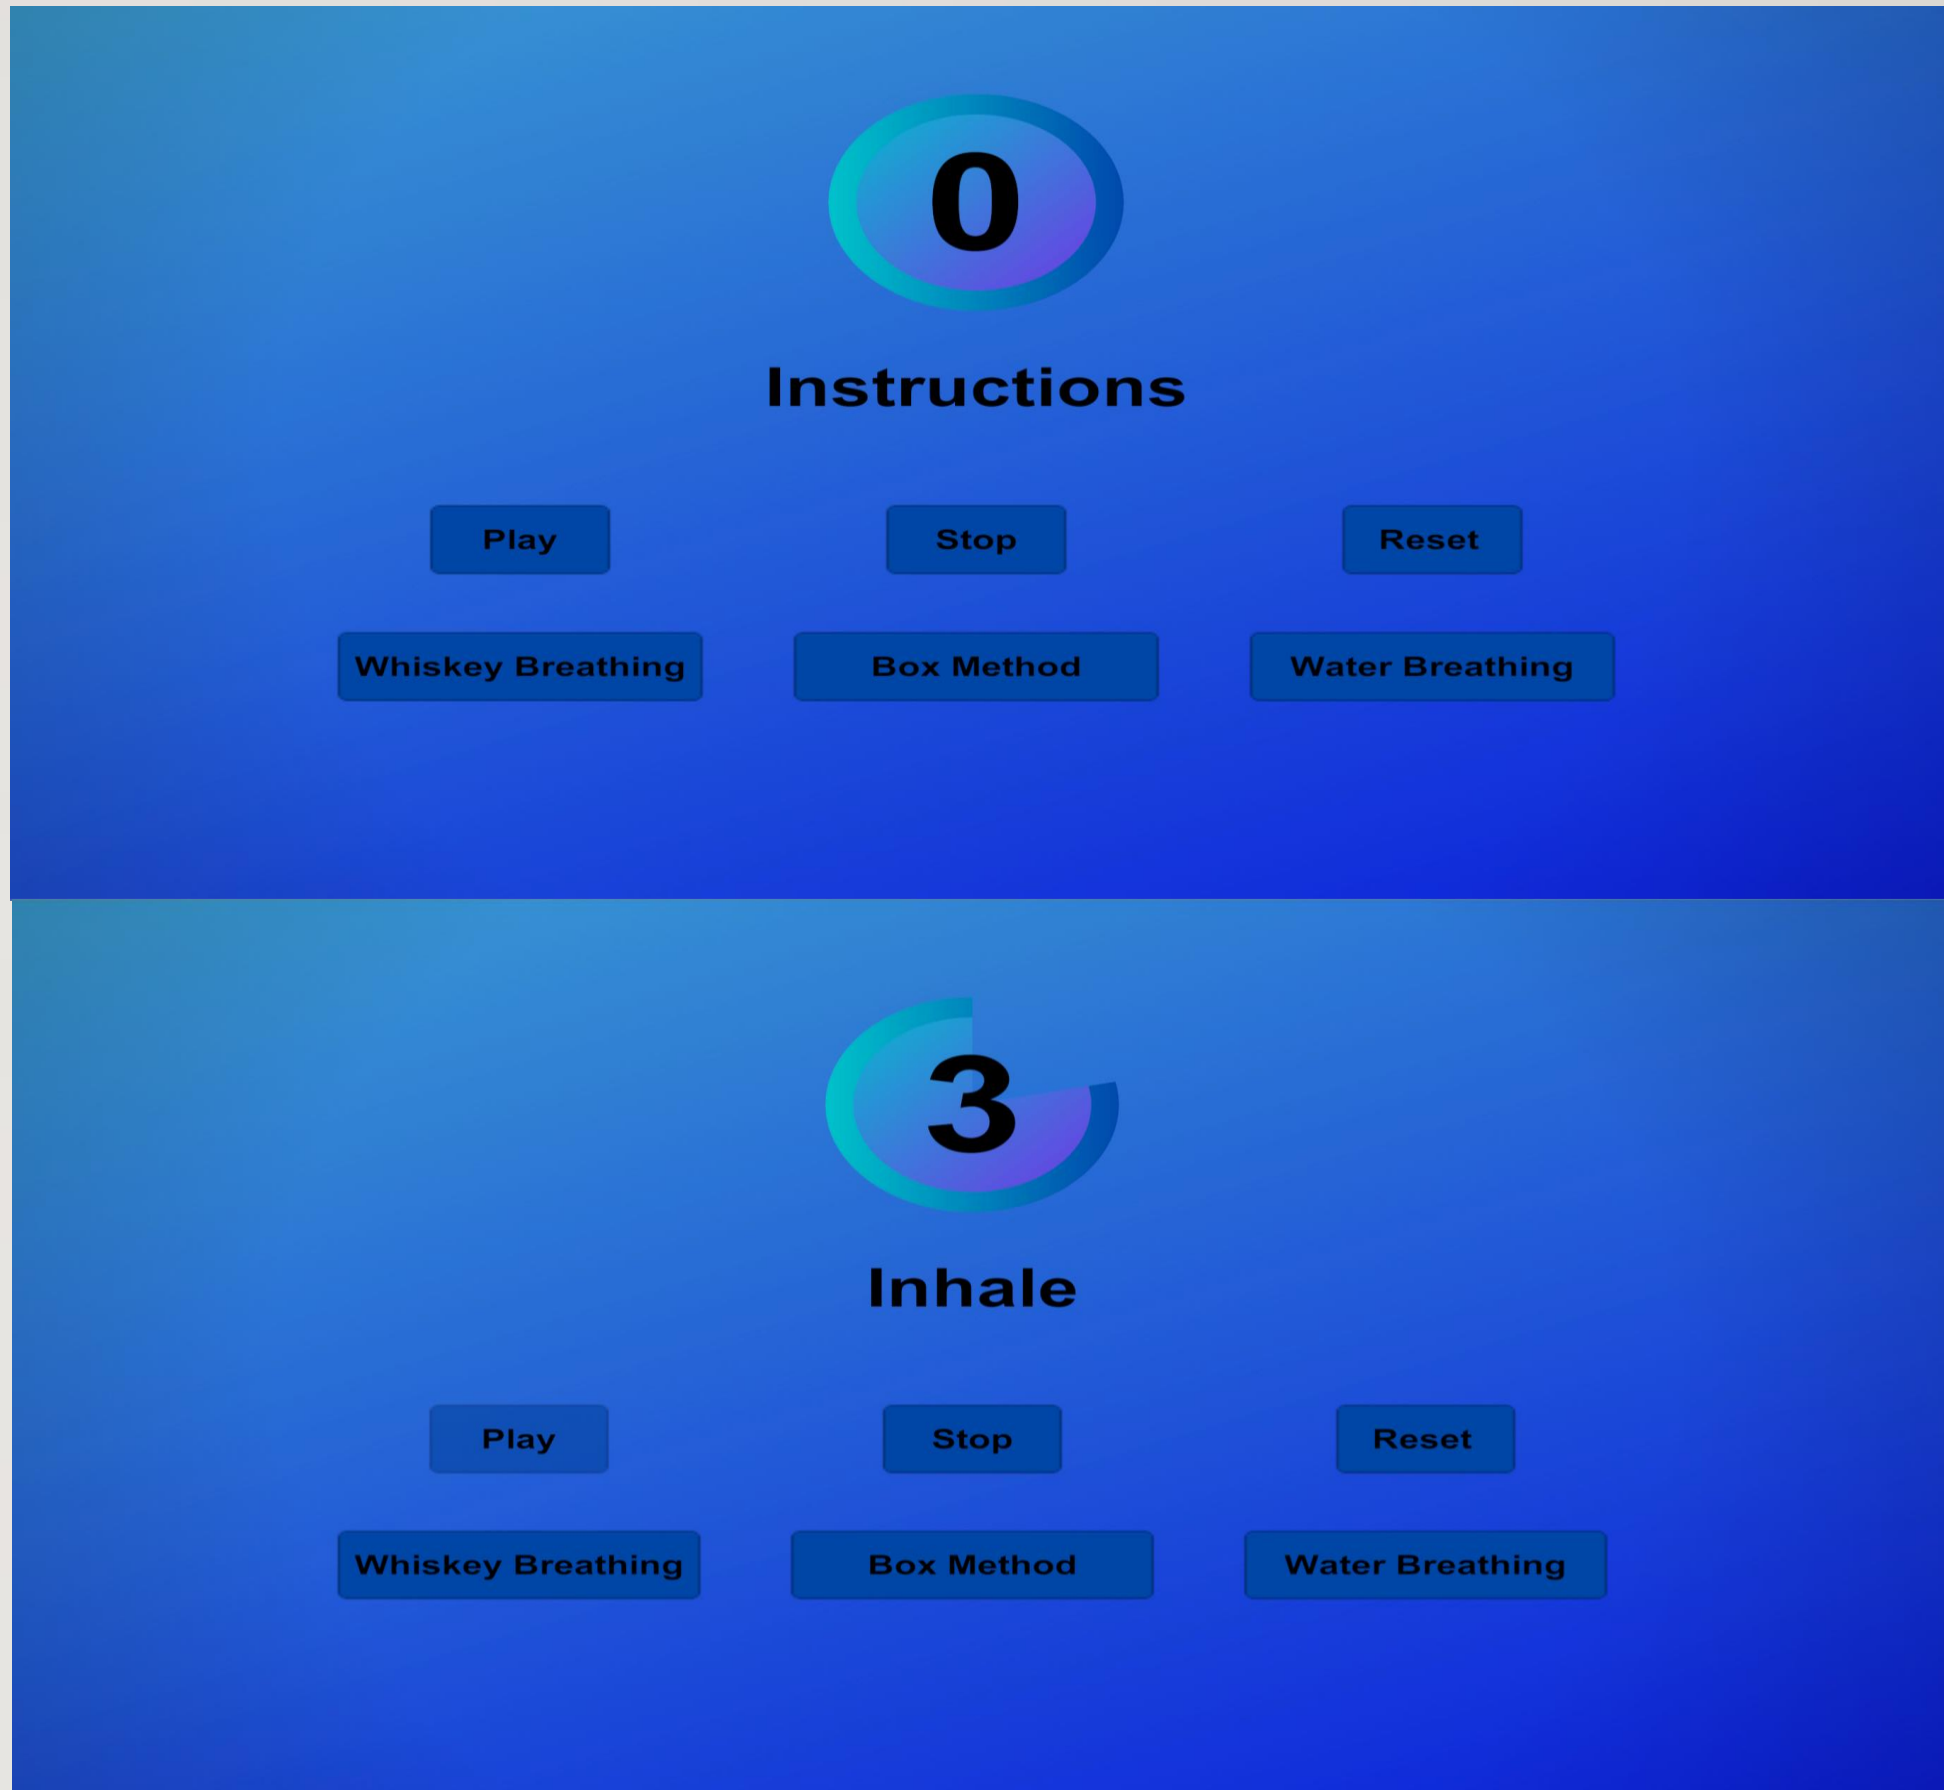 0
Instructions
Play Stop Reset
Whiskey Breathing Box Method Water Breathing
3
Inhale
Play Stop Reset
Whiskey Breathing Box Method Water Breathing